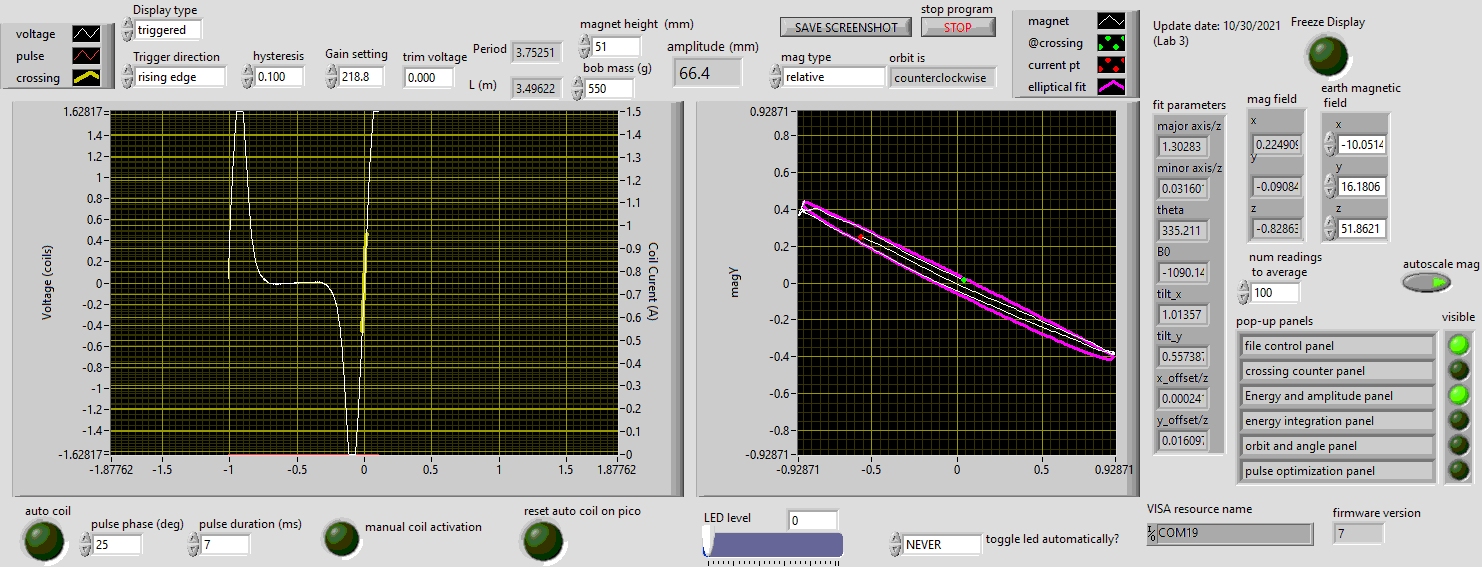 voltage
pulse
crossing
Display type
triggered
Trigger direction
rising edge
hysteresis
0.100
Gain setting
218.8
trim voltage
0.000
Period
3.75251
L (m)
3.49622
magnet height (mm)
51
bob mass (g)
550
amplitude (mm)
66.4
SAVE SCREENSHOT
stop program
STOP
mag type
relative
orbit is
counterclockwise
magnet
@crossing
current pt
elliptical fit
Update date: 10/30/2021
(Lab 3)
Freeze Display
Voltage (coils)
1.62817
1.4
1.2
1
0.8
0.6
0.4
0.2
0
-0.2
-0.4
-0.6
-0.8
-1
-1.2
-1.4
-1.62817
-1.87762
-1
-0.5
0
0.5
1
1.5
1.87762
1.5
1.4
1.3
1.2
1.1
1
0.9
0.8
0.7
0.6
0.5
0.4
0.3
0.2
0.1
0
Coil Curent (A)
magy
0.92871
0.8
0.6
0.4
0.2
0
-0.2
-0.4
-0.6
-0.8
-0.92871
-0.92871
-0.5
0
0.5
0.92871
fit parameters
major axis/z
1.30283
minor axis/z
0.03160
theta
335.211
B0
-1090.14
tilt_x
1.01357
tilt_y
0.55738
x_offset/z
0.00024
y_offset/z
0.01609
mag field
x
0.22490
y
-0.09084
z
-0.8286
earth magnetic
field
x
-10.0514
y
16.1806
z
51.8621
num readings
to average
100
autoscale mag
pop-up panels
visible
file control panel
crossing counter panel
Energy and amplitude panel
energy integration panel
orbit and angle panel
pulse optimization panel
auto coil
pulse phase (deg)
25
pulse duration (ms)
7
manual coil activation
reset auto coil on pico
LED level
0
NEVER
toggle led automatically?
VISA resource name
COM19
firmware version
7